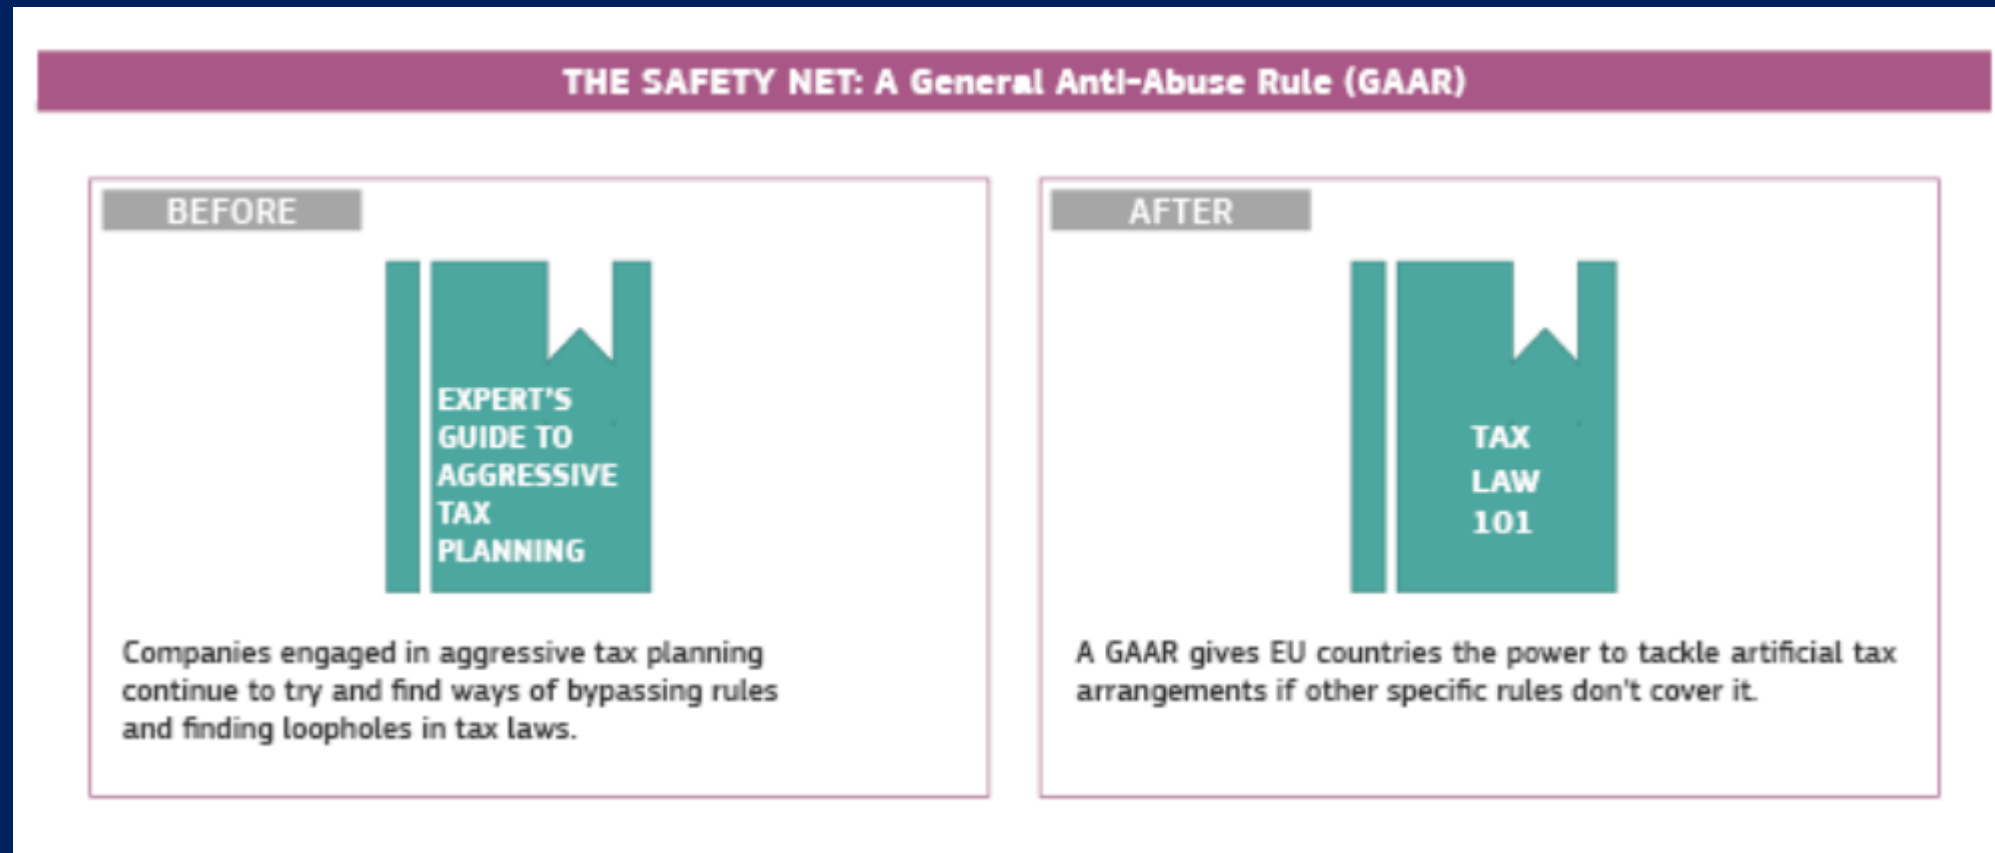 THE SAFETY NET: A General Anti-Abuse Rule (GAAR)
BEFORE
EXPERT'S
GUIDE TO
AGGRESSIVE
TAX
PLANNING
Companies engaged in aggressive tax planning
continue to try and find ways of bypassing rules
and finding loopholes in tax laws.
AFTER
TAX
LAW
101
A GAAR gives EU countries the power to tackle artificial tax
arrangements if other specific rules don't cover it.